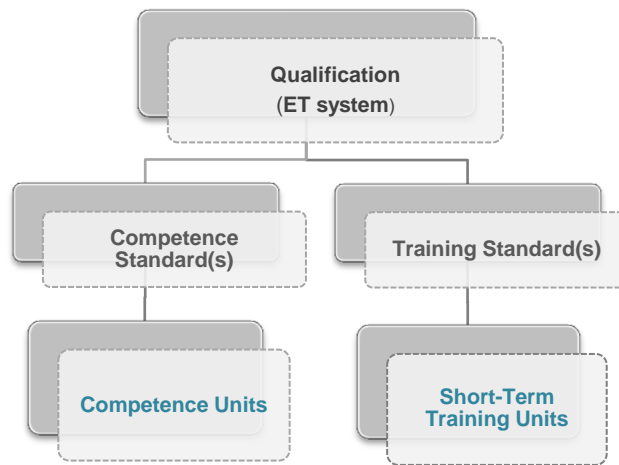 Qualification
(ET system)
Competence
Standard(s)
Training Standard(s)
Competence Units
Short-Term
Training Units